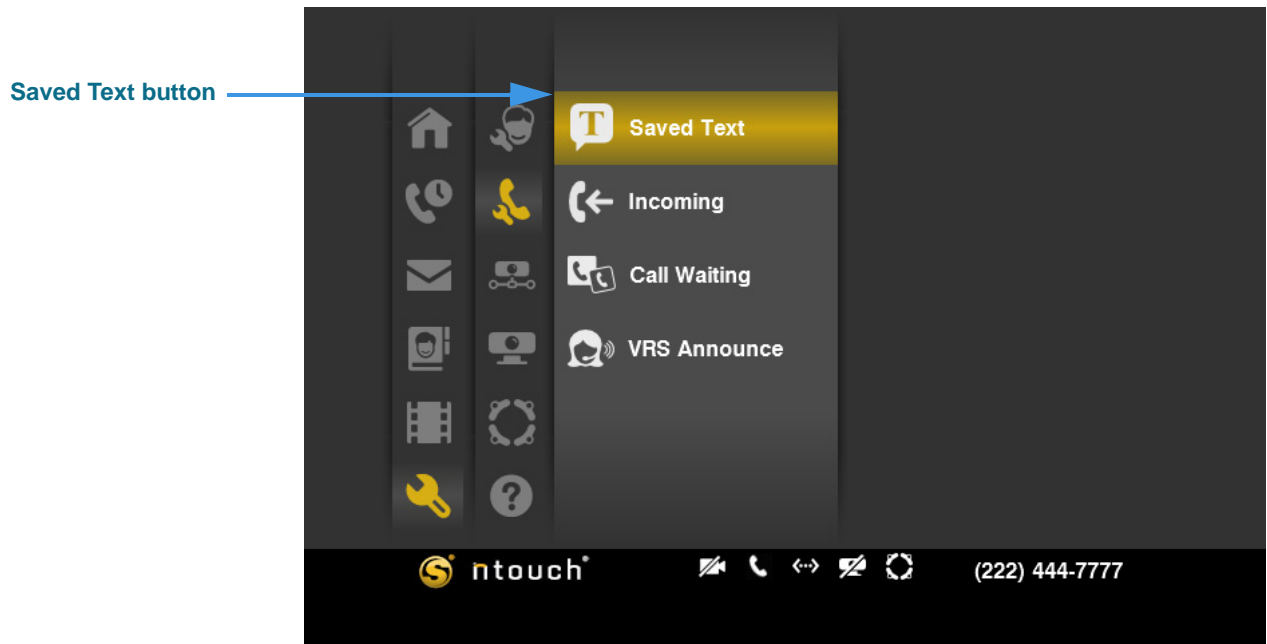 Saved Text button
T
Saved Text
Incoming
Call Waiting
VRS Announce
?
S ntouch® (222) 444-7777